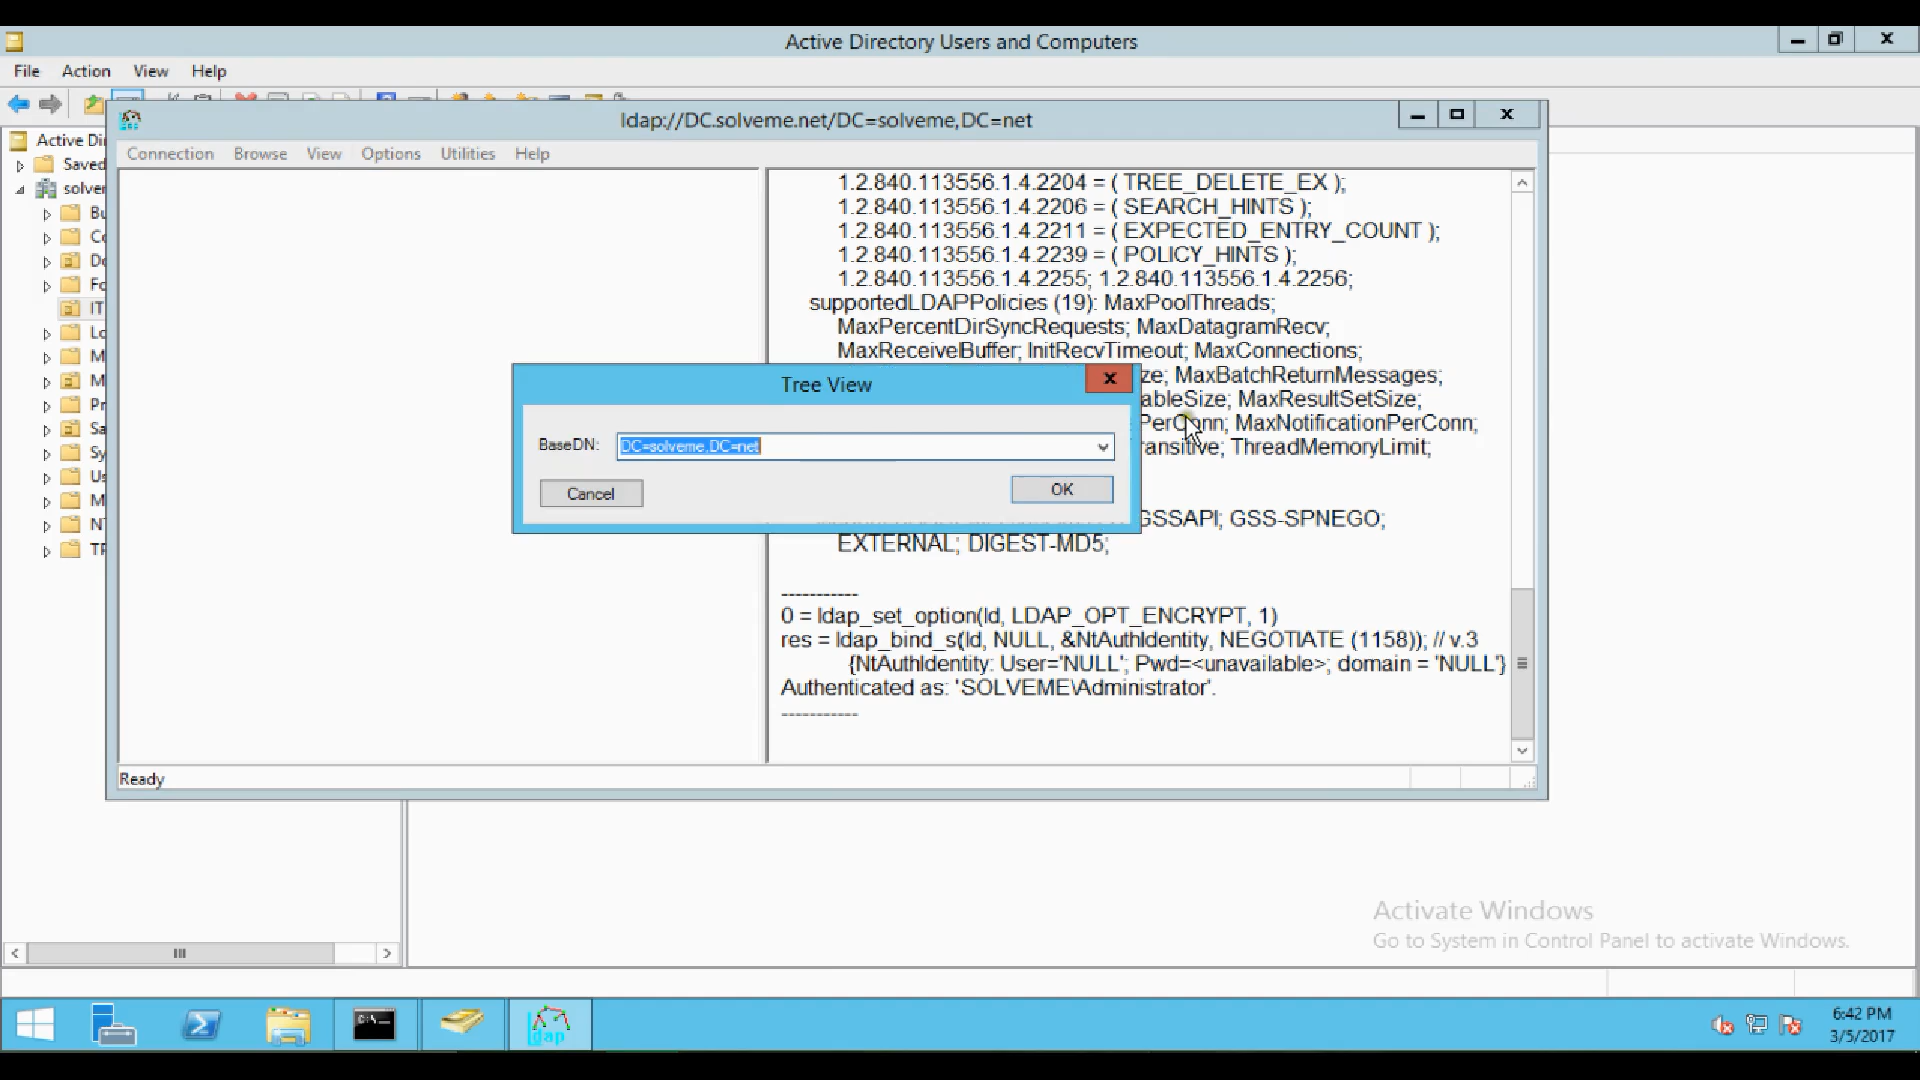 Active Directory Users and Computers
File Action View Help
ldap://DC.solveme.net/DC=solveme,DC=net
Connection Browse View Options Utilities Help
Active Di
Saved
solve
IT
1.2.840.113556.1.4.2204 = ( TREE_DELETE_EX );
1.2.840.113556.1.4.2206 = ( SEARCH_HINTS );
1.2.840.113556.1.4.2211 = ( EXPECTED_ENTRY_COUNT );
1.2.840.113556.1.4.2239 = ( POLICY_HINTS );
1.2.840.113556.1.4.2255; 1.2.840.113556.1.4.2256;
supportedLDAPPolicies (19): MaxPoolThreads;
MaxPercentDirSyncRequests; MaxDatagramRecv;
MaxReceiveBuffer; InitRecvTimeout; MaxConnections;
ze; MaxBatchReturnMessages;
ableSize; MaxResultSetSize;
PerConn; MaxNotificationPerConn;
ansitive; ThreadMemoryLimit;
GSSAPI; GSS-SPNEGO;
EXTERNAL; DIGEST-MD5;
-----------
0 = ldap_set_option(ld, LDAP_OPT_ENCRYPT, 1)
res = ldap_bind_s(ld, NULL, &NtAuthIdentity, NEGOTIATE (1158)); // v.3
{NtAuthIdentity: User='NULL'; Pwd=<unavailable>; domain = 'NULL'}
Authenticated as: 'SOLVEME\Administrator'.
-----------
Tree View
BaseDN: DC=solveme,DC=net
Cancel OK
Ready
Activate Windows
Go to System in Control Panel to activate Windows.
C:\
ldap
6:42 PM
3/5/2017